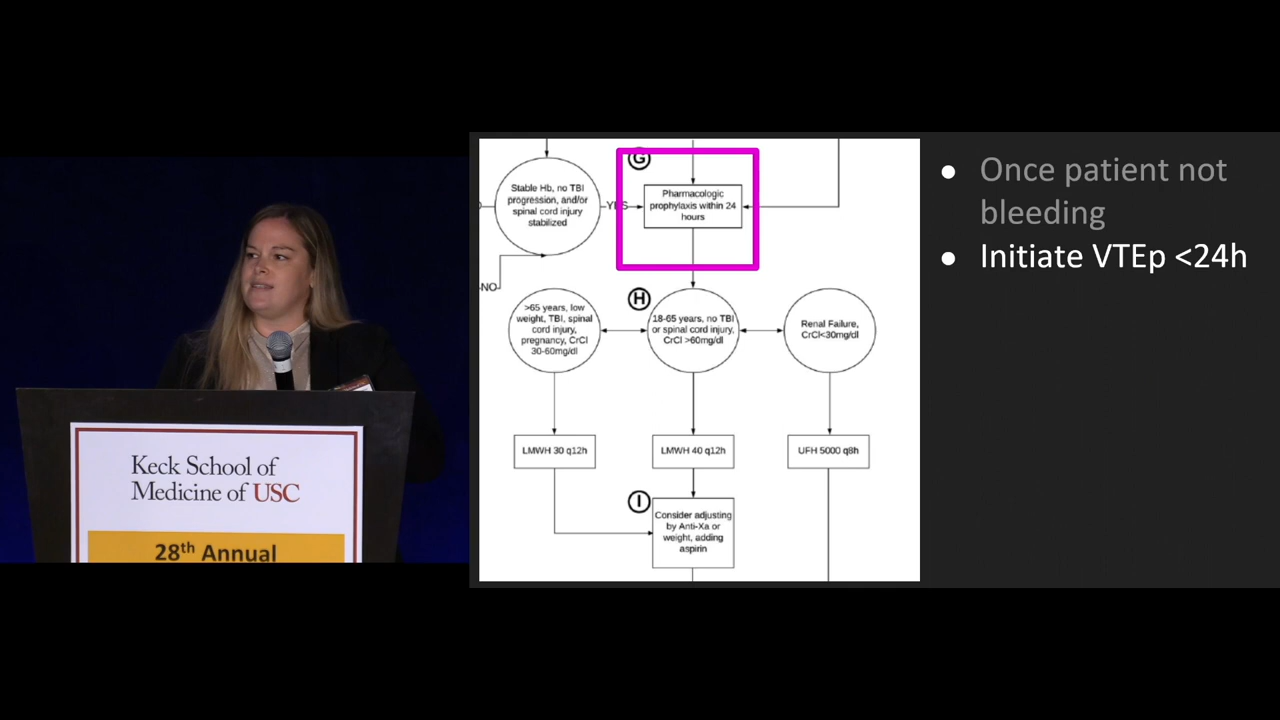 Keck School of
Medicine of USC
28th Annual
G
Stable Hb, no TBI
progression, and/or
spinal cord injury
stabilized
YES
Pharmacologic
prophylaxis within 24
hours
NO
H
>65 years, low
weight, TBI, spinal
cord injury,
pregnancy, CrCl
30-60mg/dl
18-65 years, no TBI
or spinal cord injury,
CrCl >60mg/dl
Renal Failure,
CrCl<30mg/dl
LMWH 30 q12h
LMWH 40 q12h
UFH 5000 q8h
I
Consider adjusting
by Anti-Xa or
weight, adding
aspirin
● Once patient not
bleeding
● Initiate VTEp <24h